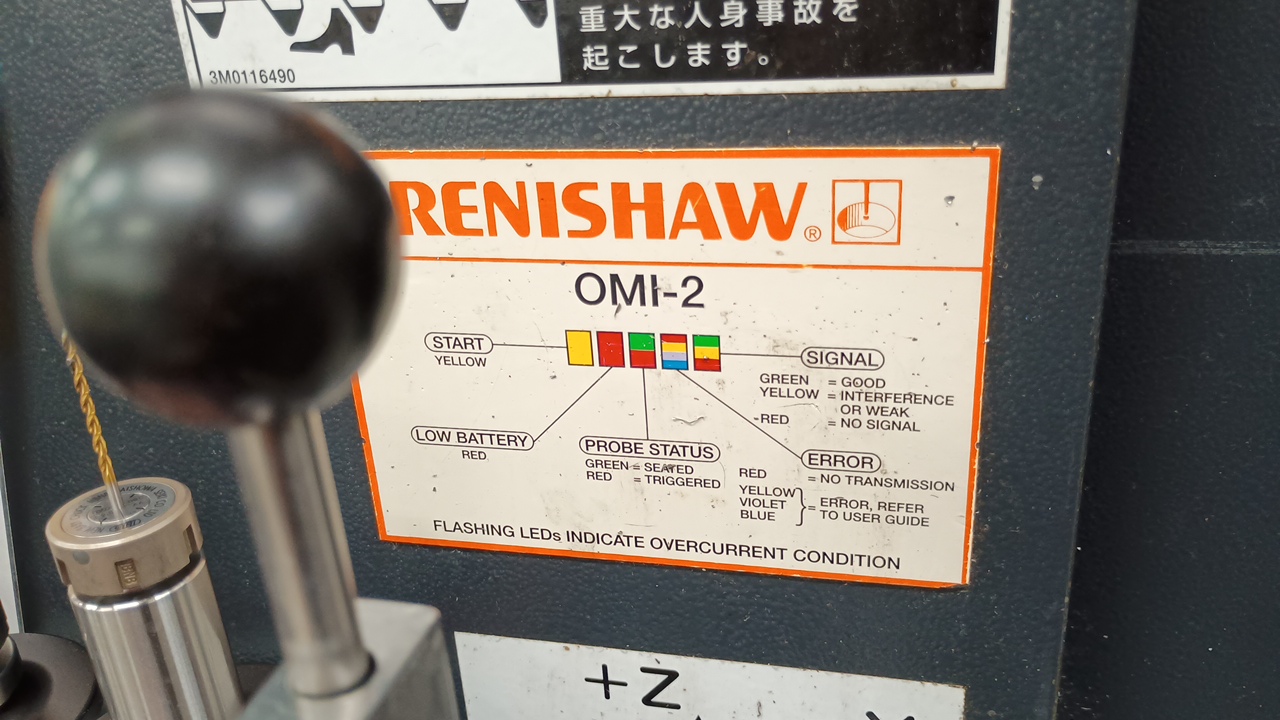 重大な人身事故を
起こします。
3M0116490
RENISHAW®
OMI-2
START
YELLOW
SIGNAL
GREEN = GOOD
YELLOW = INTERFERENCE
OR WEAK
RED = NO SIGNAL
LOW BATTERY
RED
PROBE STATUS
GREEN = SEATED
RED = TRIGGERED
ERROR
RED = NO TRANSMISSION
YELLOW
VIOLET
BLUE
= ERROR, REFER
TO USER GUIDE
FLASHING LEDs INDICATE OVERCURRENT CONDITION
+Z